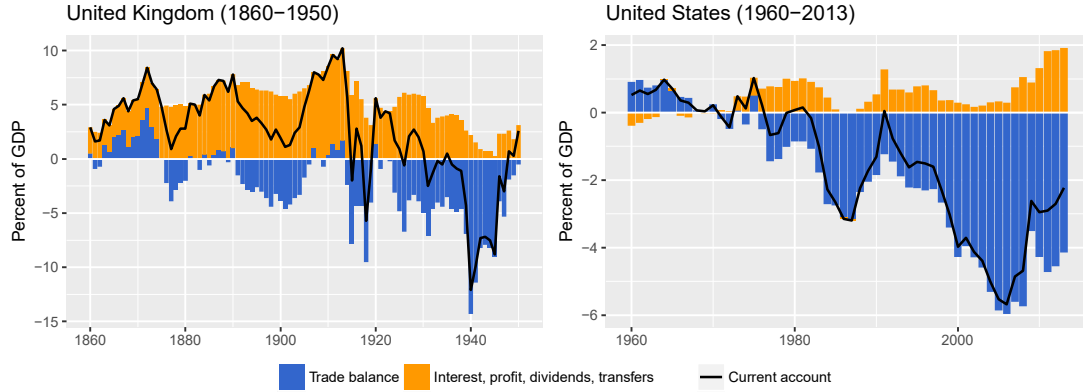 United Kingdom (1860−1950)
United States (1960−2013)
Percent of GDP
10
5
0
−5
−10
−15
1860
1880
1900
1920
1940
Percent of GDP
2
0
−2
−4
−6
1960
1980
2000
Trade balance
Interest, profit, dividends, transfers
Current account